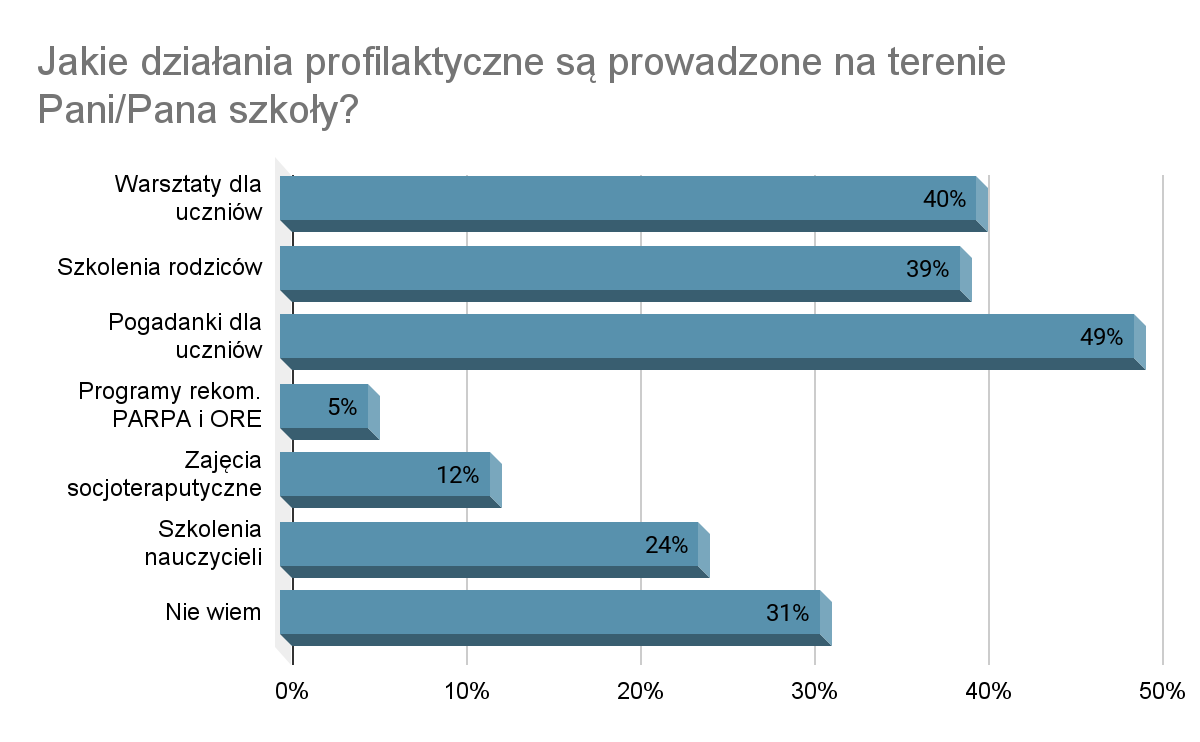 Jakie działania profilaktyczne są prowadzone na terenie
Pani/Pana szkoły?
Warsztaty dla
uczniów
40%
Szkolenia rodziców
39%
Pogadanki dla
uczniów
49%
Programy rekom.
PARPA i ORE
5%
Zajęcia
socjoteraputyczne
12%
Szkolenia
nauczycieli
24%
Nie wiem
31%
0% 10% 20% 30% 40% 50%